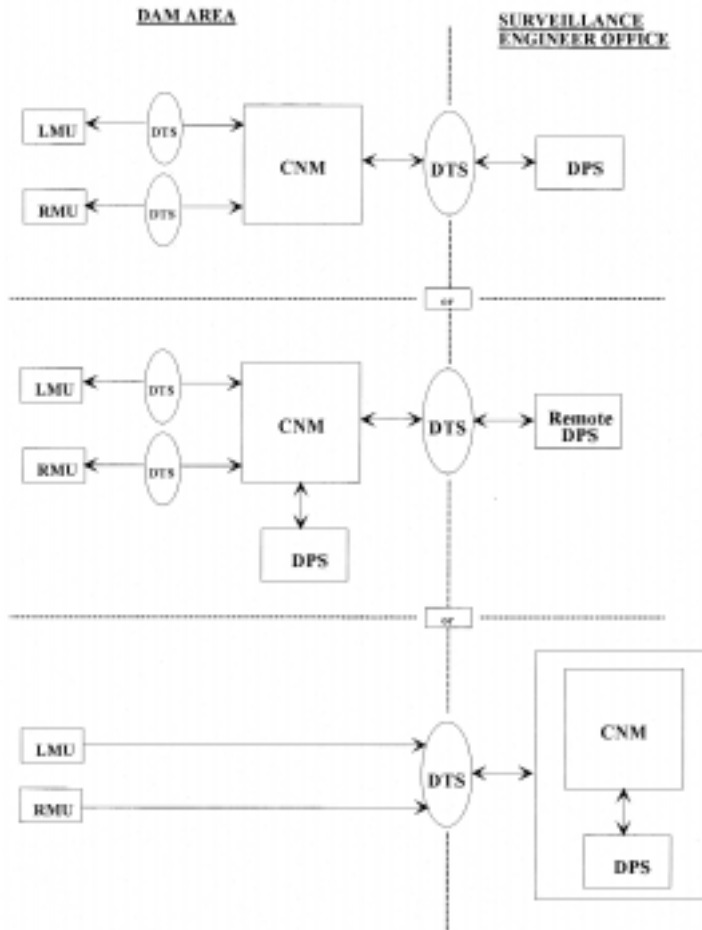 DAM AREA
SURVEILLANCE
ENGINEER OFFICE
LMU
DTS
CNM
DTS
DPS
RMU
DTS
or
LMU
DTS
CNM
DTS
Remote
DPS
RMU
DTS
DPS
or
LMU
DTS
CNM
RMU
DPS